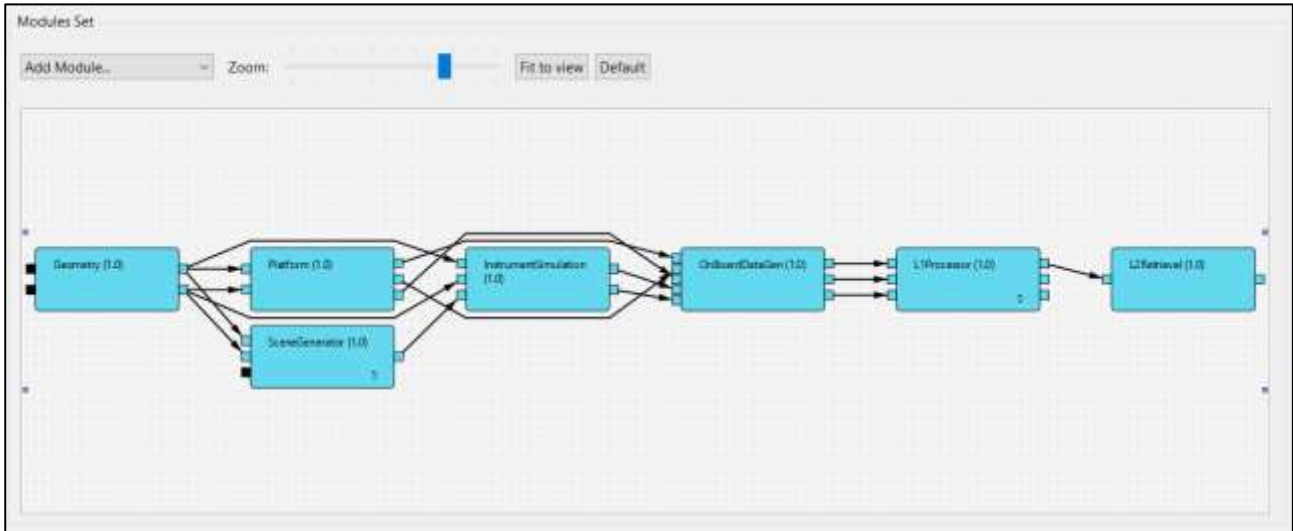 Modules Set
Add Module... Zoom: Fit to view Default
Geometry (1.0)
Platform (1.0)
InstrumentSimulation
(1.0)
OnBoardDataGen (1.0)
L1Processor (1.0)
L2Retrieval (1.0)
SceneGenerator (1.0)